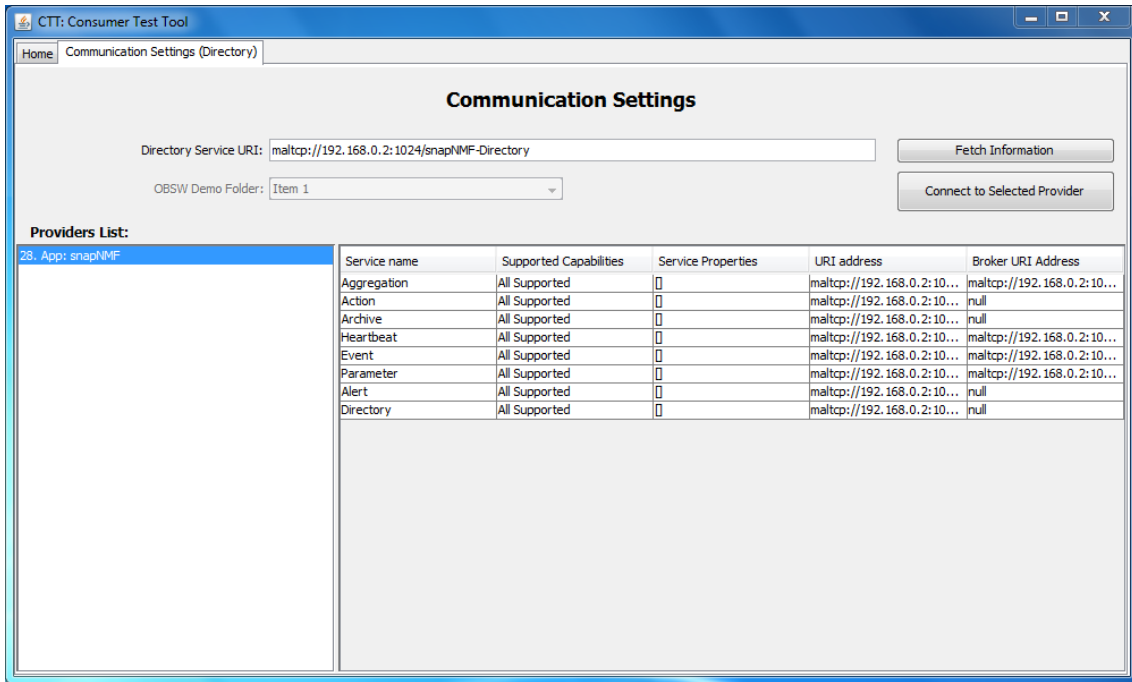 CTT: Consumer Test Tool
Home Communication Settings (Directory)
Communication Settings
Directory Service URI: maltcp://192.168.0.2:1024/snapNMF-Directory Fetch Information
OBSW Demo Folder: Item 1 Connect to Selected Provider
Providers List:
28. App: snapNMF
Service name Supported Capabilities Service Properties URI address Broker URI Address
Aggregation All Supported [] maltcp://192.168.0.2:10... maltcp://192.168.0.2:10...
Action All Supported [] maltcp://192.168.0.2:10... null
Archive All Supported [] maltcp://192.168.0.2:10... null
Heartbeat All Supported [] maltcp://192.168.0.2:10... maltcp://192.168.0.2:10...
Event All Supported [] maltcp://192.168.0.2:10... maltcp://192.168.0.2:10...
Parameter All Supported [] maltcp://192.168.0.2:10... maltcp://192.168.0.2:10...
Alert All Supported [] maltcp://192.168.0.2:10... null
Directory All Supported [] maltcp://192.168.0.2:10... null